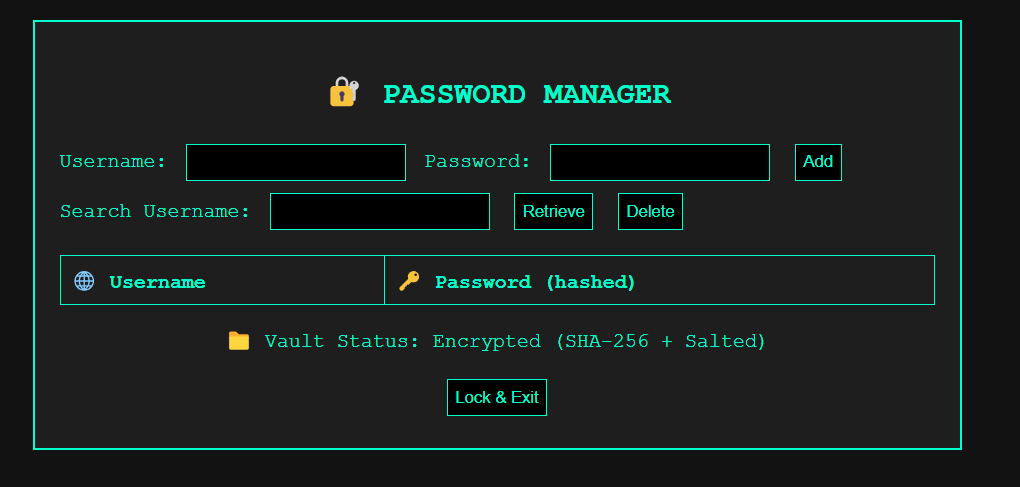 🔐 PASSWORD MANAGER
Username: Password: Add
Search Username: Retrieve Delete
🌐 Username 🔑 Password (hashed)
📁 Vault Status: Encrypted (SHA-256 + Salted)
Lock & Exit